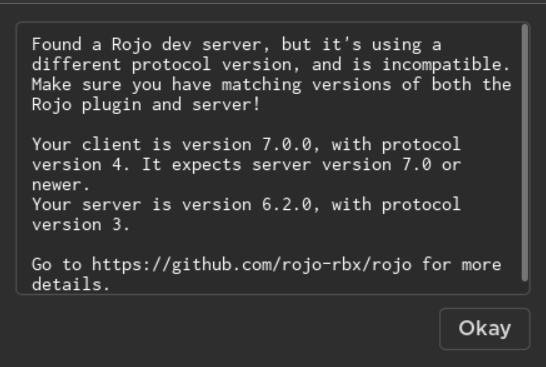 Found a Rojo dev server, but it's using a
different protocol version, and is incompatible.
Make sure you have matching versions of both the
Rojo plugin and server!
Your client is version 7.0.0, with protocol
version 4. It expects server version 7.0 or
newer.
Your server is version 6.2.0, with protocol
version 3.
Go to https://github.com/rojo-rbx/rojo for more
details.
Okay